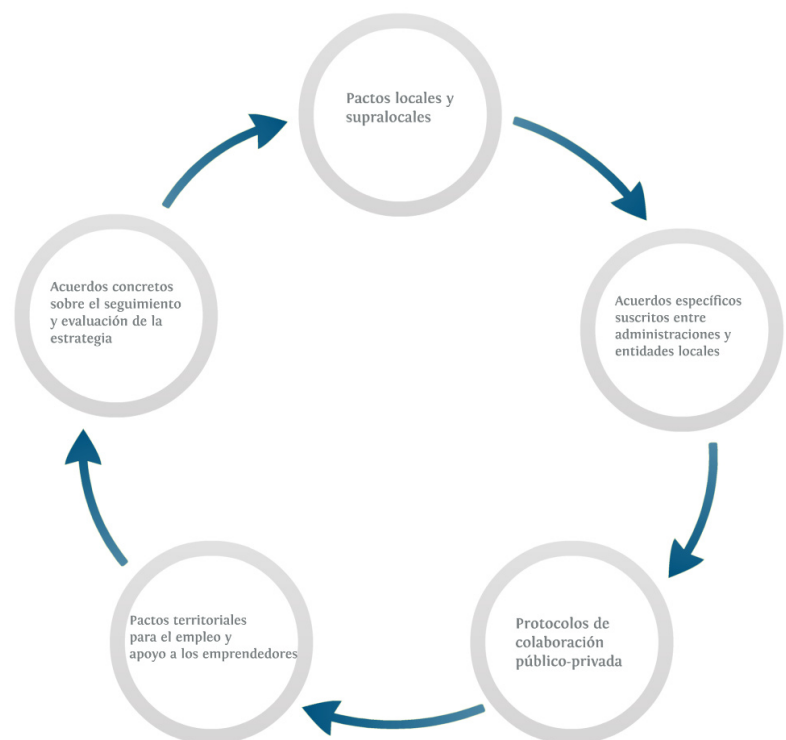 Pactos locales y
supralocales
Acuerdos específicos
suscritos entre
administraciones y
entidades locales
Protocolos de
colaboración
público-privada
Pactos territoriales
para el empleo y
apoyo a los emprendedores
Acuerdos concretos
sobre el seguimiento
y evaluación de la
estrategia